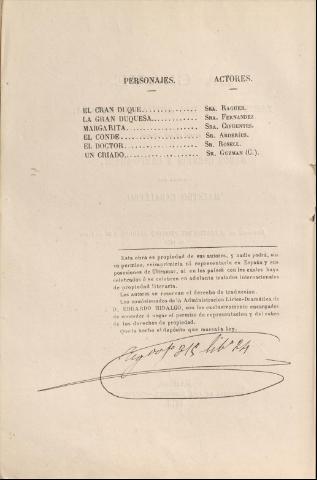 PERSONAJES. ACTORES.
EL GRAN DUQUE............... SRA. RAGUER.
LA GRAN DUQUESA............ SRA. FERNANDEZ
MARGARITA.................. SRA. CIFUENTES.
EL CONDE.................... SR. ARDERÍUS.
EL DOCTOR................... SR. ROSELL.
UN CRIADO................... SR. GUZMAN (C.).
Esta obra es propiedad de sus autores, y nadie podrá, sin
su permiso, reimprimirla ni representarla en España y sus
posesiones de Ultramar, ni en los países con los cuales haya
celebrados ó se celebren en adelante tratados internacionales
de propiedad literaria.
Los autores se reservan el derecho de traduccion.
Los comisionados de la Administracion Lírico-Dramática de
D. EDUARDO HIDALGO, son los exclusivamente encargados
de conceder ó negar el permiso de representacion y del cobro
de los derechos de propiedad.
Queda hecho el depósito que marca la ley.
lib.º 24